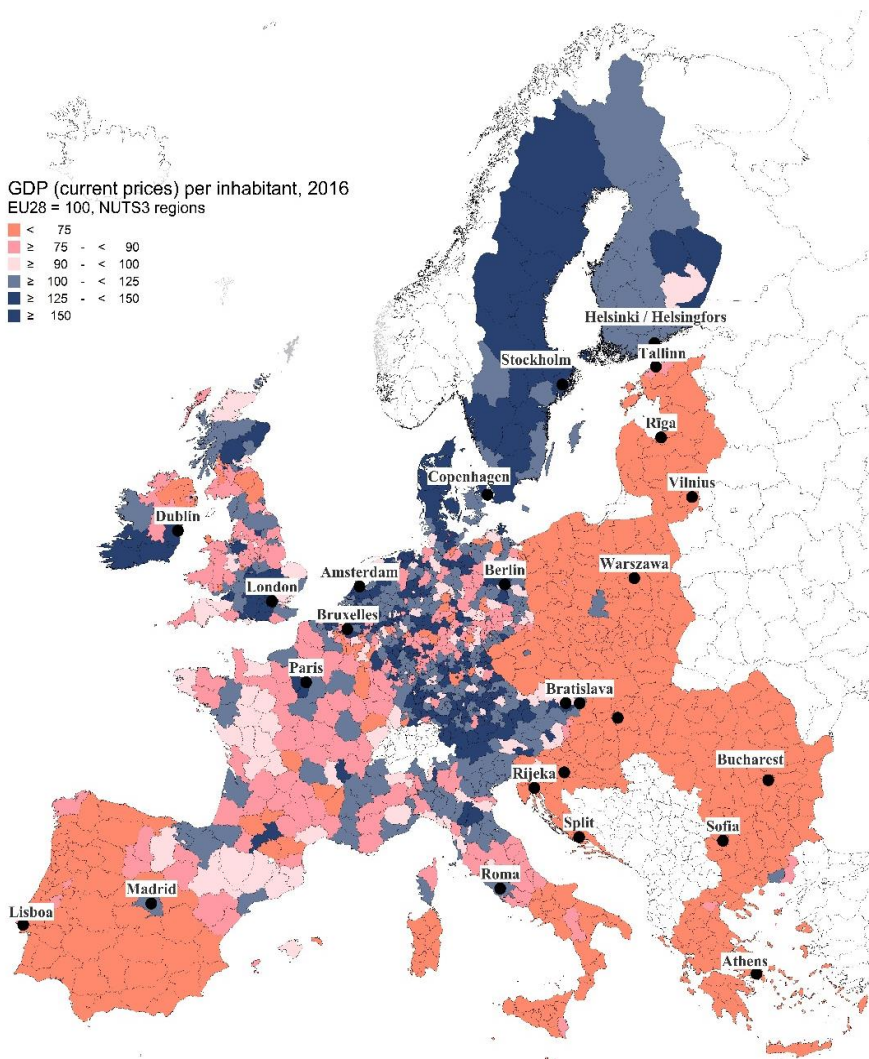 GDP (current prices) per inhabitant, 2016
EU28 = 100, NUTS3 regions
< 75
≥ 75 - < 90
≥ 90 - < 100
≥ 100 - < 125
≥ 125 - < 150
≥ 150
Helsinki / Helsingfors
Stockholm
Tallinn
Rīga
Copenhagen
Vilnius
Dublin
Amsterdam
Berlin
Warszawa
London
Bruxelles
Paris
Bratislava
Bucharest
Rijeka
Split
Sofia
Roma
Madrid
Lisboa
Athens